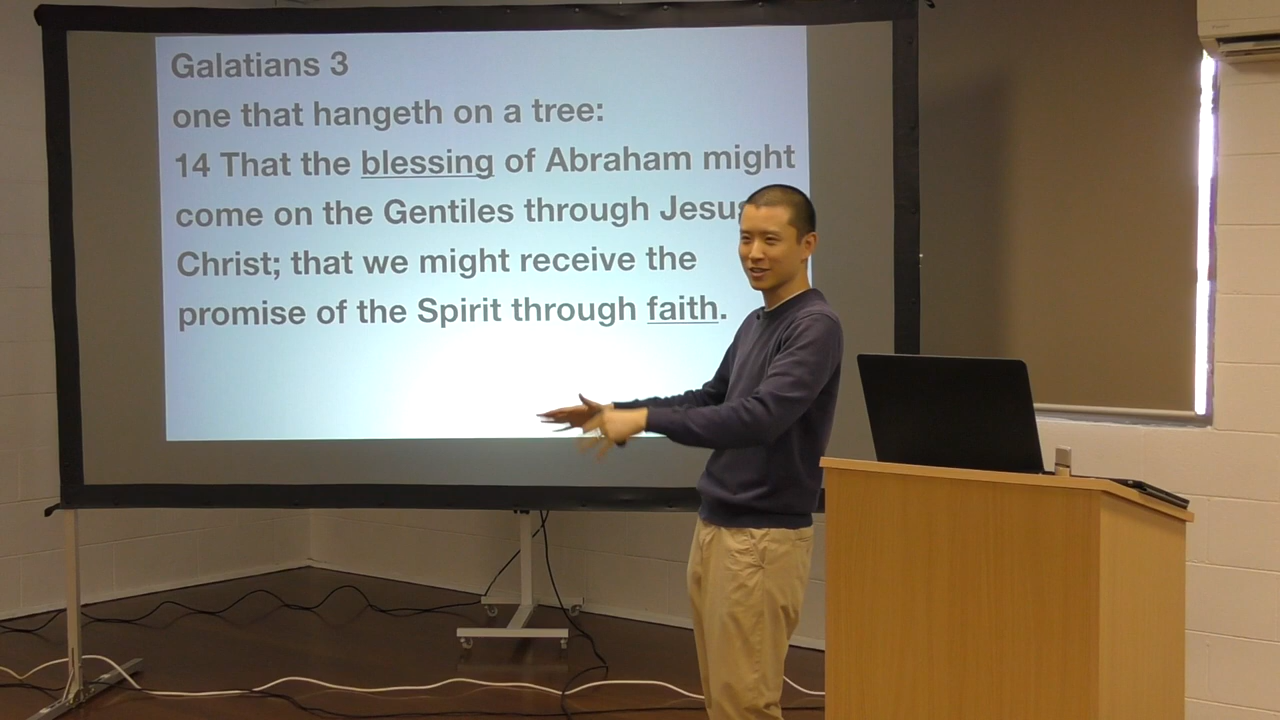 Galatians 3
one that hangeth on a tree:
14 That the blessing of Abraham might
come on the Gentiles through Jesus
Christ; that we might receive the
promise of the Spirit through faith.